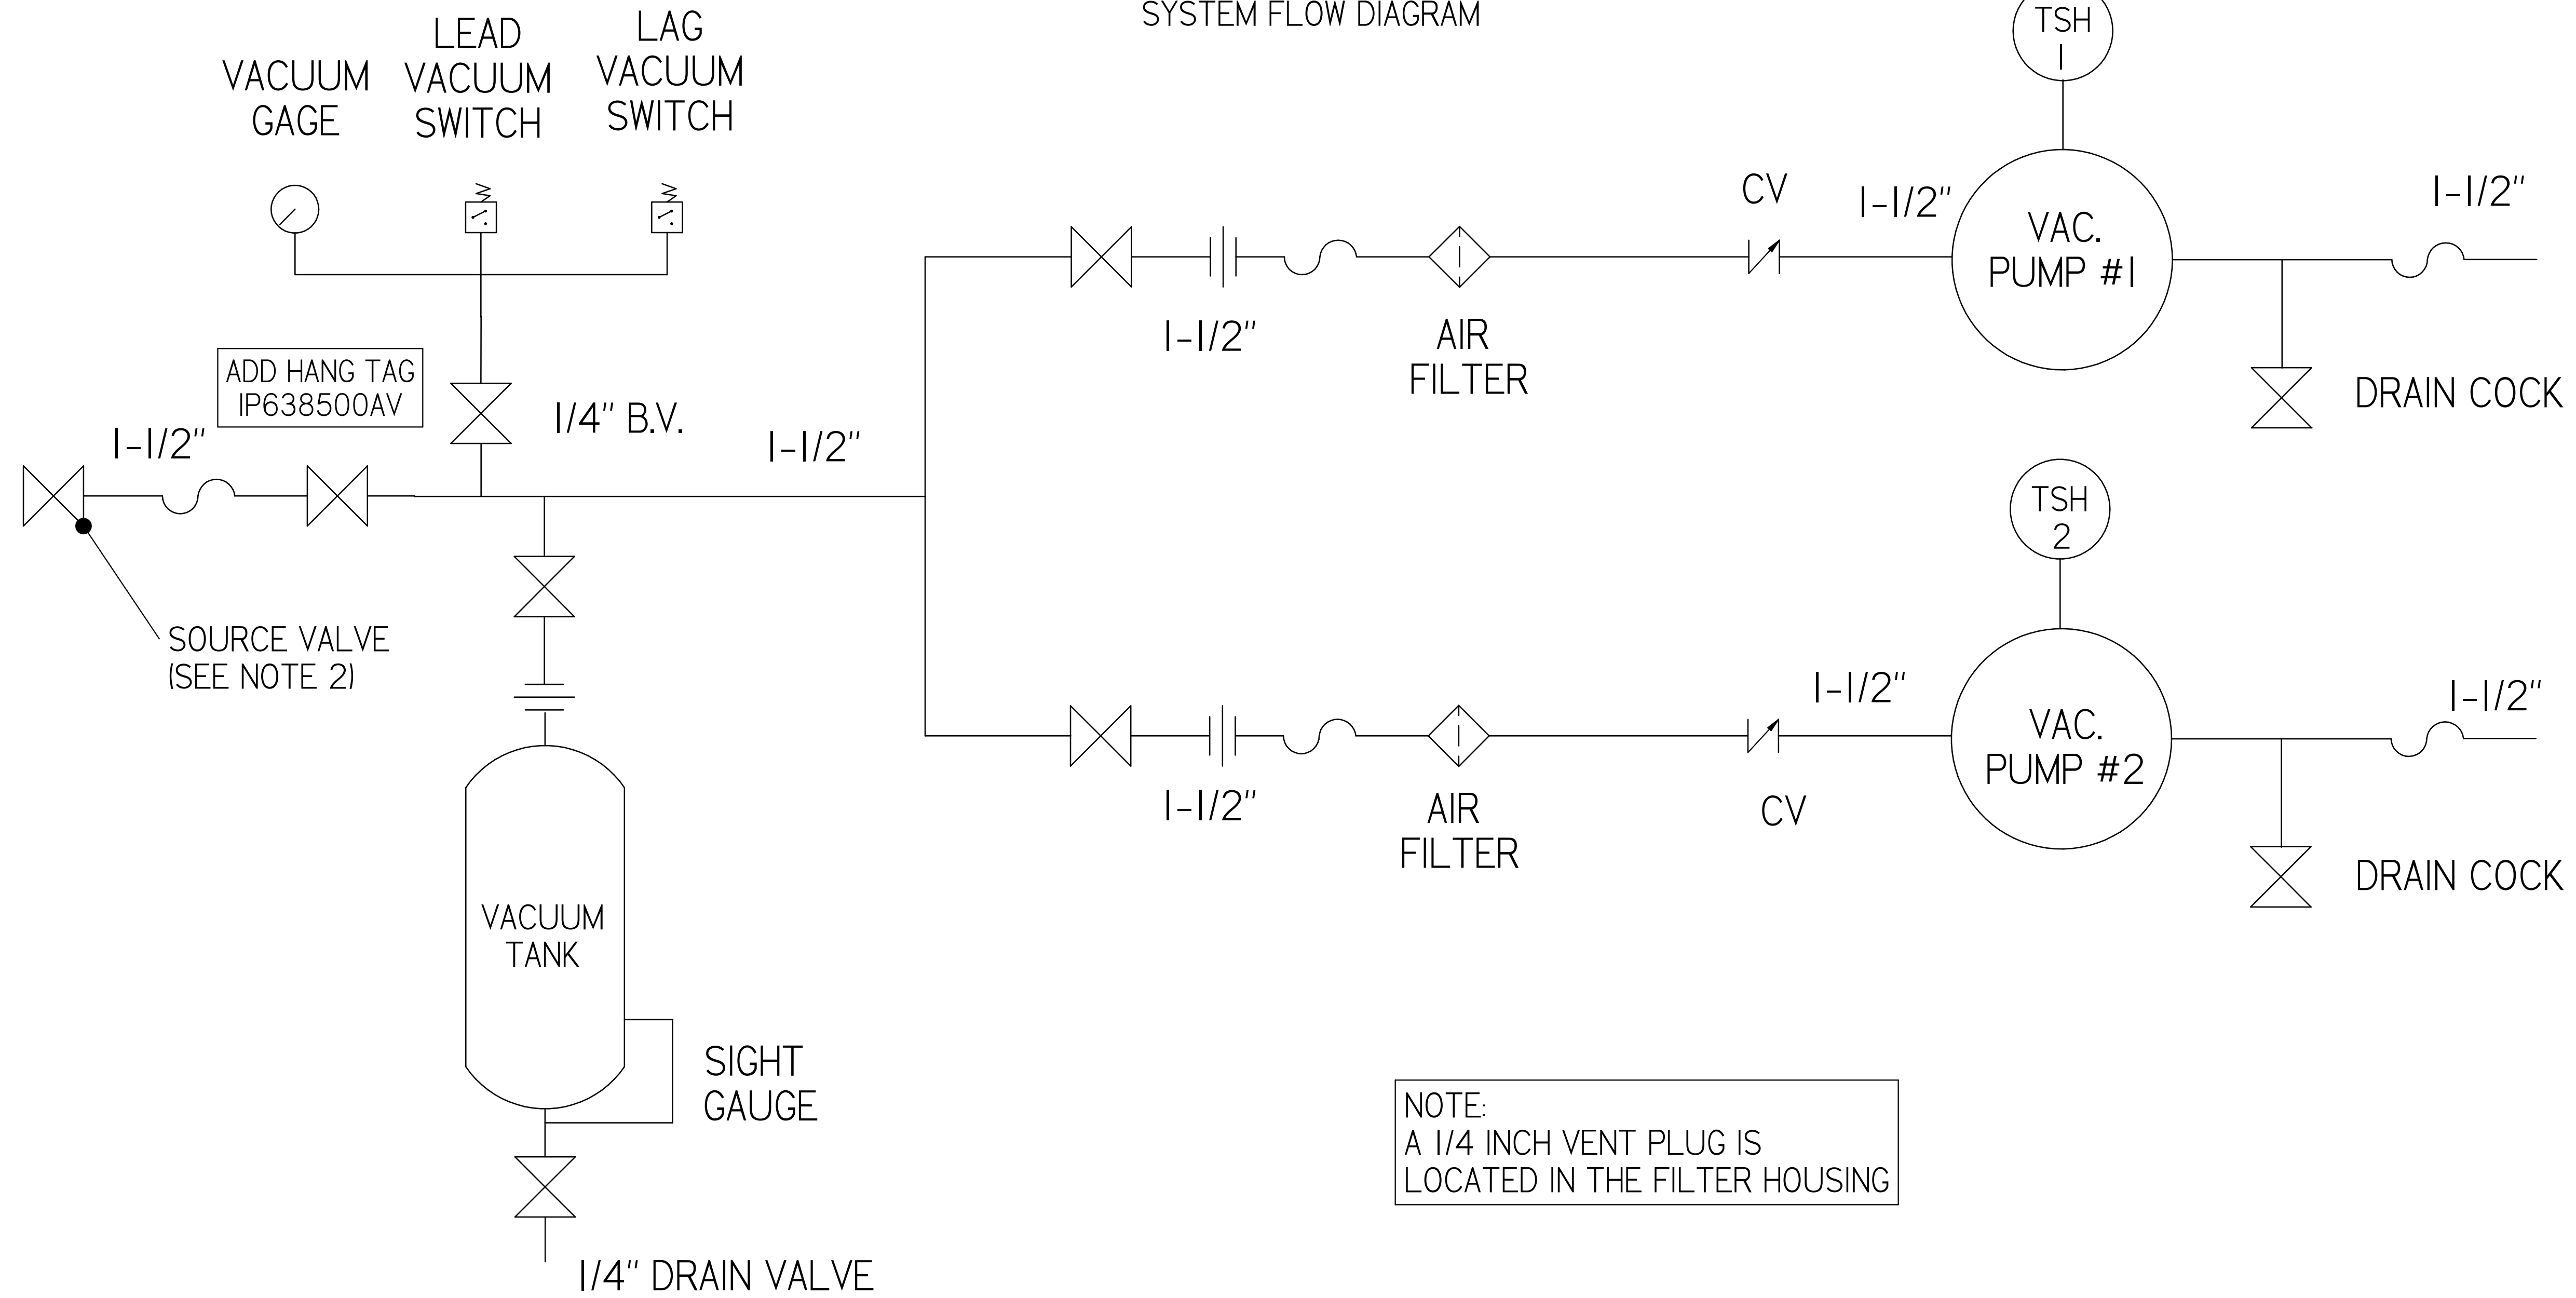 SYSTEM FLOW DIAGRAM
VACUUM
GAGE
LEAD
VACUUM
SWITCH
LAG
VACUUM
SWITCH
TSH
1
CV
1-1/2"
VAC.
PUMP #1
1-1/2"
1-1/2"
AIR
FILTER
DRAIN COCK
ADD HANG TAG
IP638500AV
1/4" B.V.
1-1/2"
1-1/2"
SOURCE VALVE
(SEE NOTE 2)
TSH
2
1-1/2"
VAC.
PUMP #2
1-1/2"
1-1/2"
AIR
FILTER
CV
DRAIN COCK
VACUUM
TANK
SIGHT
GAUGE
NOTE:
A 1/4 INCH VENT PLUG IS
LOCATED IN THE FILTER HOUSING
1/4" DRAIN VALVE